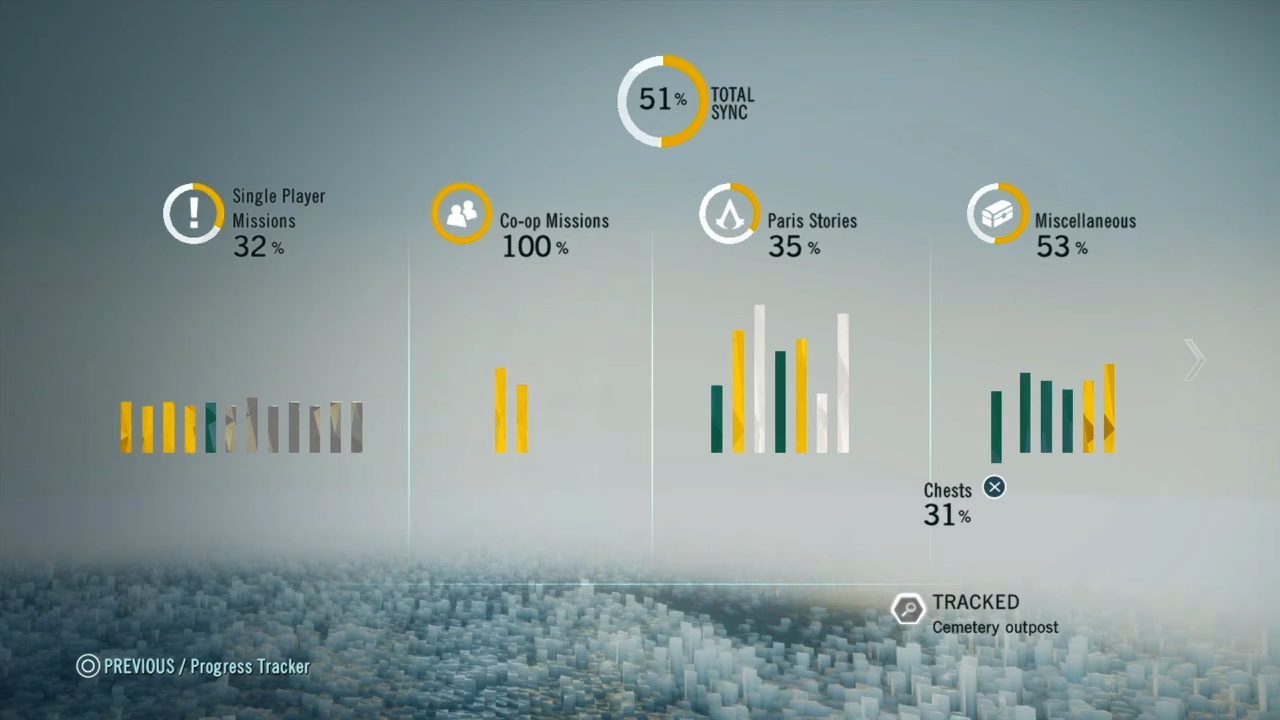 51%
TOTAL
SYNC
Single Player
Missions
32 %
Co-op Missions
100 %
Paris Stories
35 %
Miscellaneous
53 %
Chests
31%
TRACKED
Cemetery outpost
PREVIOUS / Progress Tracker